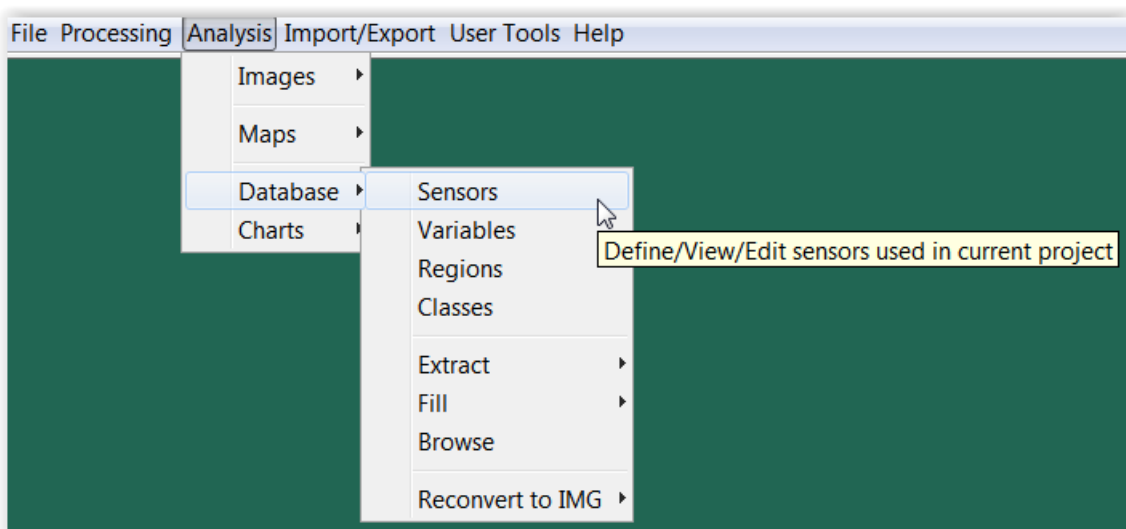 File Processing Analysis Import/Export User Tools Help
Images
Maps
Database
Charts
Sensors
Variables
Regions
Classes
Extract
Fill
Browse
Reconvert to IMG
Define/View/Edit sensors used in current project